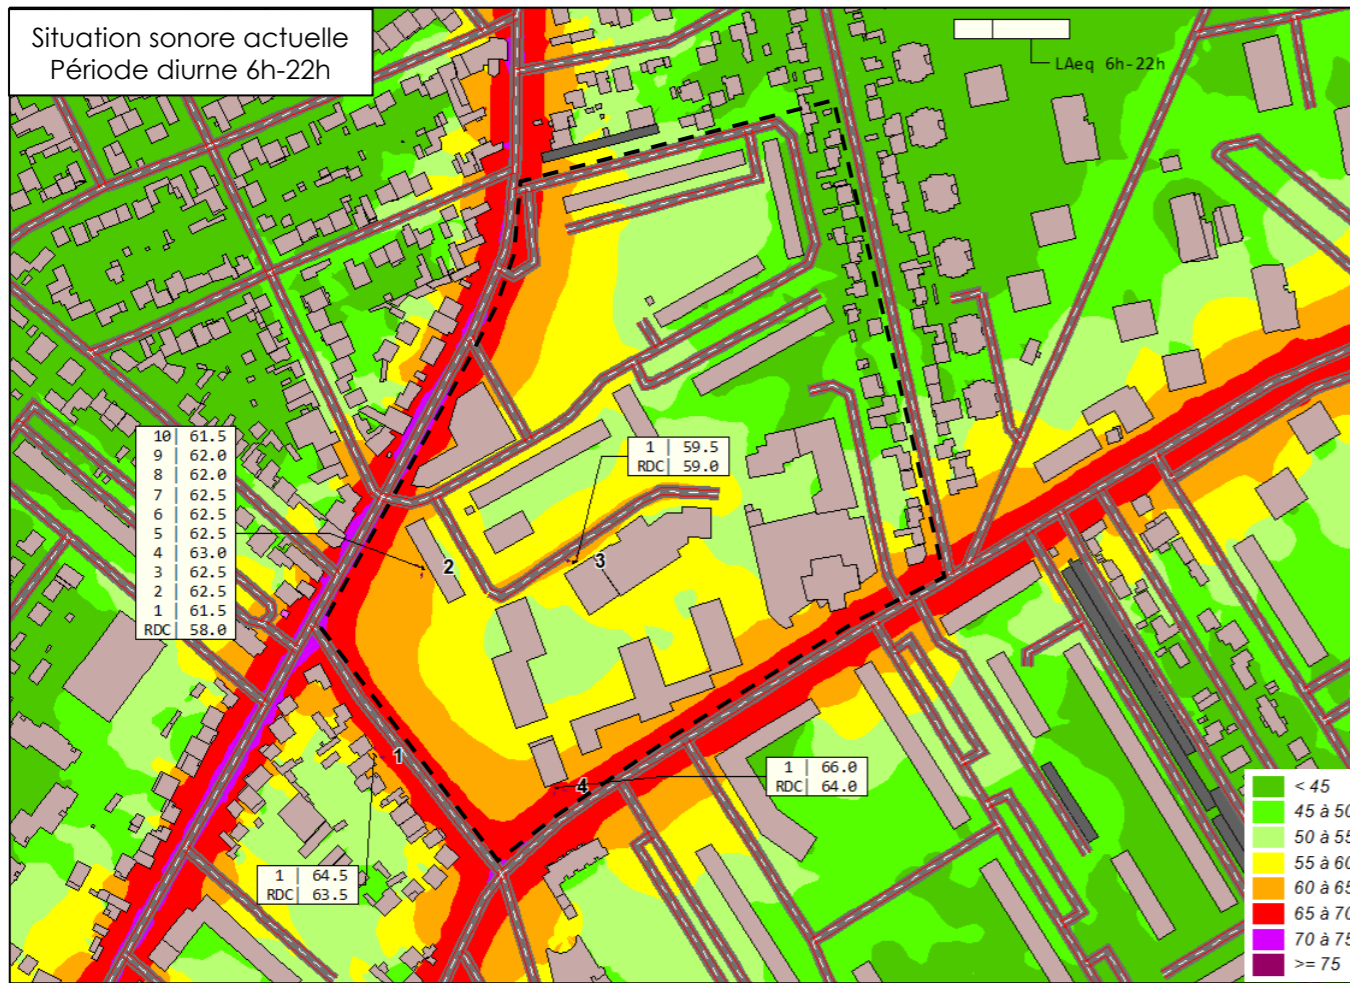 Situation sonore actuelle
Période diurne 6h-22h
LAeq 6h-22h
10| 61.5
9 | 62.0
8 | 62.0
7 | 62.5
6 | 62.5
5 | 62.5
4 | 63.0
3 | 62.5
2 | 62.5
1 | 61.5
RDC| 58.0
1 | 59.5
RDC| 59.0
2
3
1
4
1 | 66.0
RDC| 64.0
1 | 64.5
RDC| 63.5
< 45
45 à 50
50 à 55
55 à 60
60 à 65
65 à 70
70 à 75
>= 75